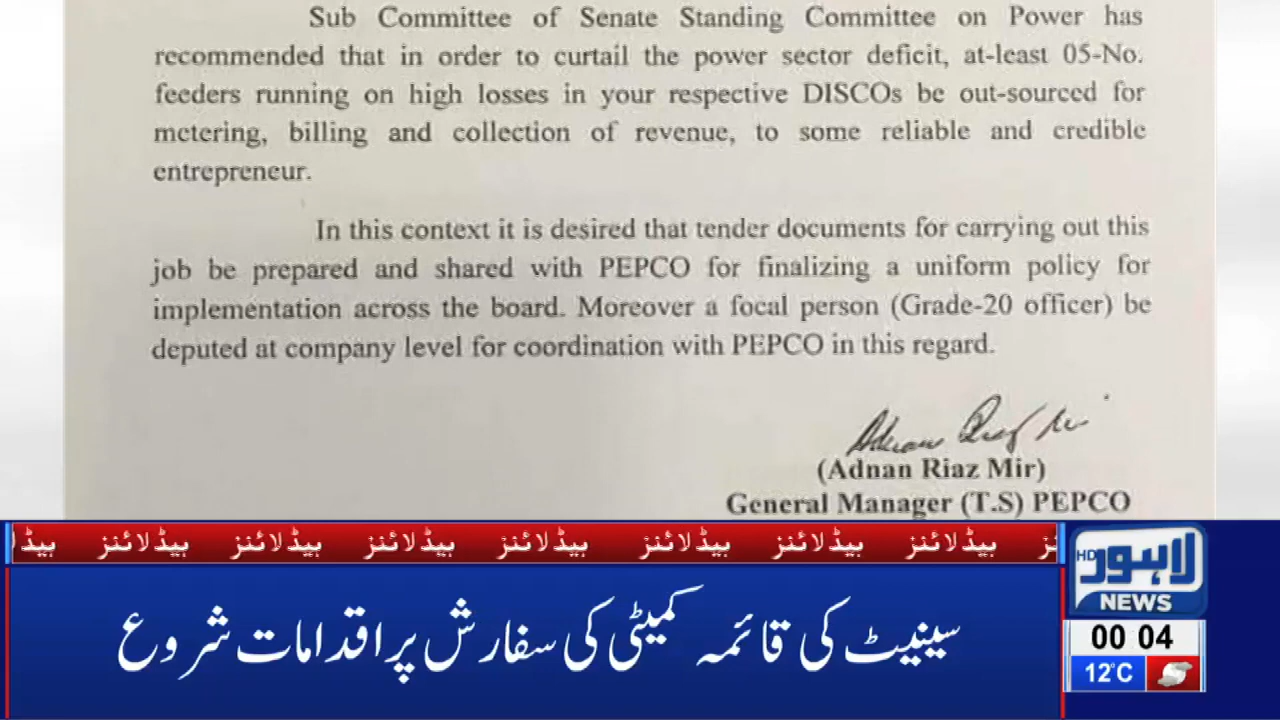 Sub Committee of Senate Standing Committee on Power has
recommended that in order to curtail the power sector deficit, at-least 05-No.
feeders running on high losses in your respective DISCOs be out-sourced for
metering, billing and collection of revenue, to some reliable and credible
entrepreneur.
In this context it is desired that tender documents for carrying out this
job be prepared and shared with PEPCO for finalizing a uniform policy for
implementation across the board. Moreover a focal person (Grade-20 officer) be
deputed at company level for coordination with PEPCO in this regard.
Adnan Riaz Mir
(Adnan Riaz Mir)
General Manager (T.S) PEPCO
ہیڈلائنز ہیڈلائنز ہیڈلائنز ہیڈلائنز ہیڈلائنز ہیڈلائنز ہیڈلائنز
سینیٹ کی قائمہ کمیٹی کی سفارش پر اقدامات شروع
لاہور HD
NEWS
00 04
12°C